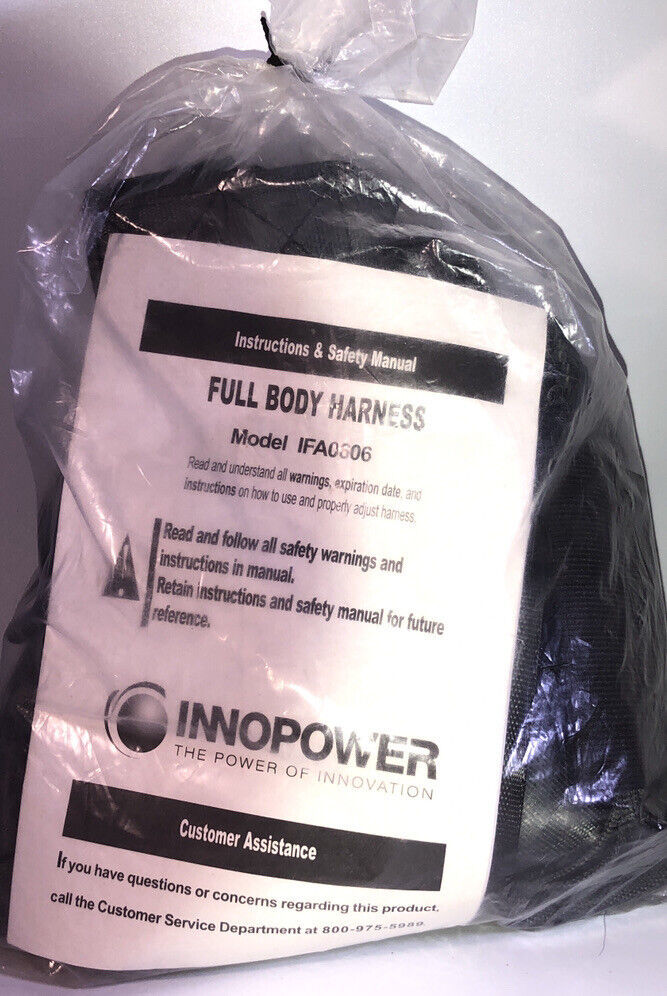 Instructions & Safety Manual
FULL BODY HARNESS
Model IFA0306
Read and understand all warnings, expiration date, and
instructions on how to use and properly adjust harness.
Read and follow all safety warnings and
instructions in manual.
Retain instructions and safety manual for future
reference.
INNOPOWER
THE POWER OF INNOVATION
Customer Assistance
If you have questions or concerns regarding this product,
call the Customer Service Department at 800-975-5989.